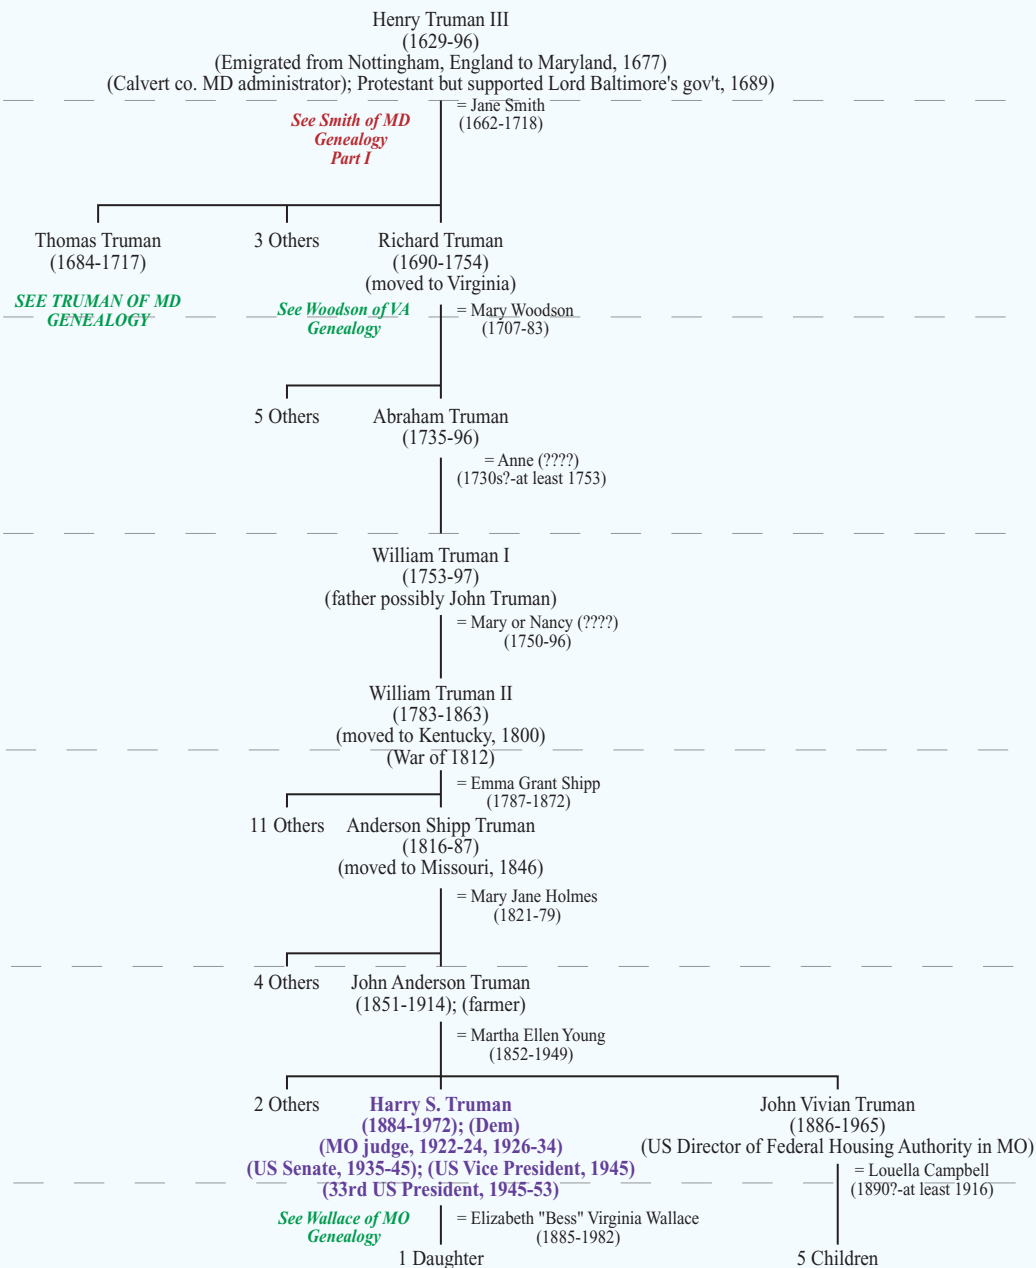 Henry Truman III
(1629-96)
(Emigrated from Nottingham, England to Maryland, 1677)
(Calvert co. MD administrator); Protestant but supported Lord Baltimore's gov't, 1689)
= Jane Smith
(1662-1718)
See Smith of MD
Genealogy
Part I
Thomas Truman
(1684-1717)
3 Others
Richard Truman
(1690-1754)
(moved to Virginia)
SEE TRUMAN OF MD
GENEALOGY
See Woodson of VA
Genealogy
= Mary Woodson
(1707-83)
5 Others
Abraham Truman
(1735-96)
= Anne (????)
(1730s?-at least 1753)
William Truman I
(1753-97)
(father possibly John Truman)
= Mary or Nancy (????)
(1750-96)
William Truman II
(1783-1863)
(moved to Kentucky, 1800)
(War of 1812)
= Emma Grant Shipp
(1787-1872)
11 Others
Anderson Shipp Truman
(1816-87)
(moved to Missouri, 1846)
= Mary Jane Holmes
(1821-79)
4 Others
John Anderson Truman
(1851-1914); (farmer)
= Martha Ellen Young
(1852-1949)
2 Others
Harry S. Truman
(1884-1972); (Dem)
(MO judge, 1922-24, 1926-34)
(US Senate, 1935-45); (US Vice President, 1945)
(33rd US President, 1945-53)
John Vivian Truman
(1886-1965)
(US Director of Federal Housing Authority in MO)
= Louella Campbell
(1890?-at least 1916)
See Wallace of MO
Genealogy
= Elizabeth "Bess" Virginia Wallace
(1885-1982)
1 Daughter
5 Children